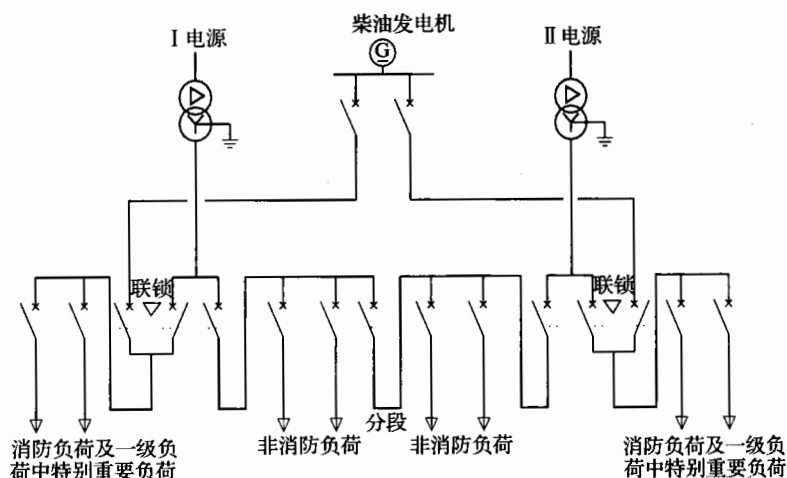 柴油发电机
Ⅰ电源
G
Ⅱ电源
联锁
联锁
分段
消防负荷及一级负
荷中特别重要负荷
非消防负荷
非消防负荷
消防负荷及一级负
荷中特别重要负荷